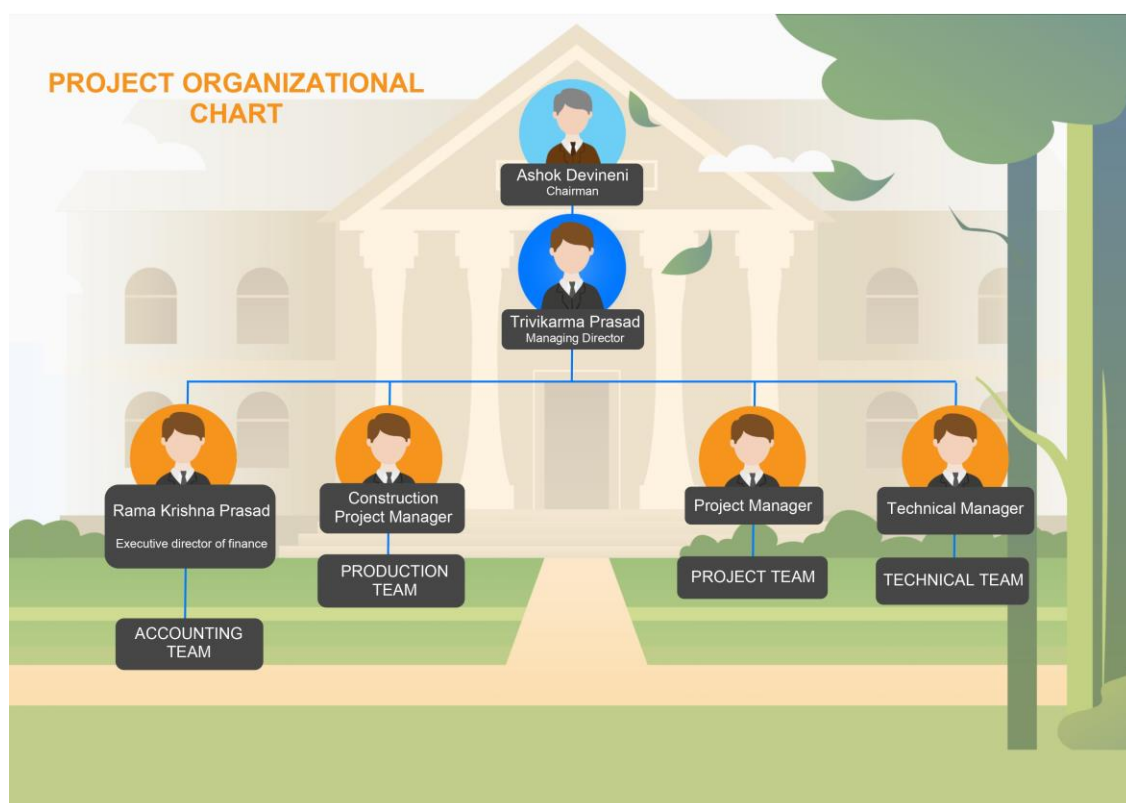 PROJECT ORGANIZATIONAL
CHART
Ashok Devineni
Chairman
Trivikarma Prasad
Managing Director
Rama Krishna Prasad
Executive director of finance
Construction
Project Manager
Project Manager
Technical Manager
PRODUCTION
TEAM
PROJECT TEAM
TECHNICAL TEAM
ACCOUNTING
TEAM